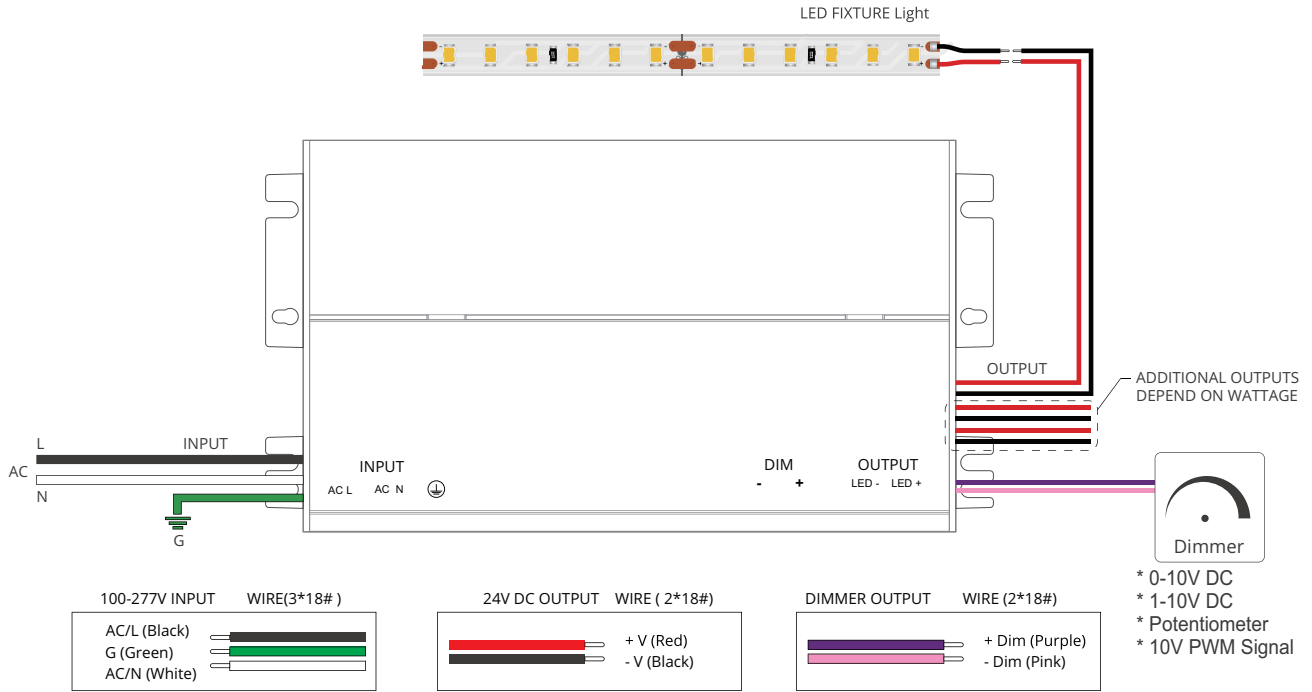 LED FIXTURE Light
OUTPUT
ADDITIONAL OUTPUTS
DEPEND ON WATTAGE
L
INPUT
AC
N
G
INPUT
AC L AC N
DIM
- +
OUTPUT
LED - LED +
Dimmer
* 0-10V DC
* 1-10V DC
* Potentiometer
* 10V PWM Signal
100-277V INPUT WIRE(3*18# )
AC/L (Black)
G (Green)
AC/N (White)
24V DC OUTPUT WIRE ( 2*18#)
+ V (Red)
- V (Black)
DIMMER OUTPUT WIRE (2*18#)
+ Dim (Purple)
- Dim (Pink)